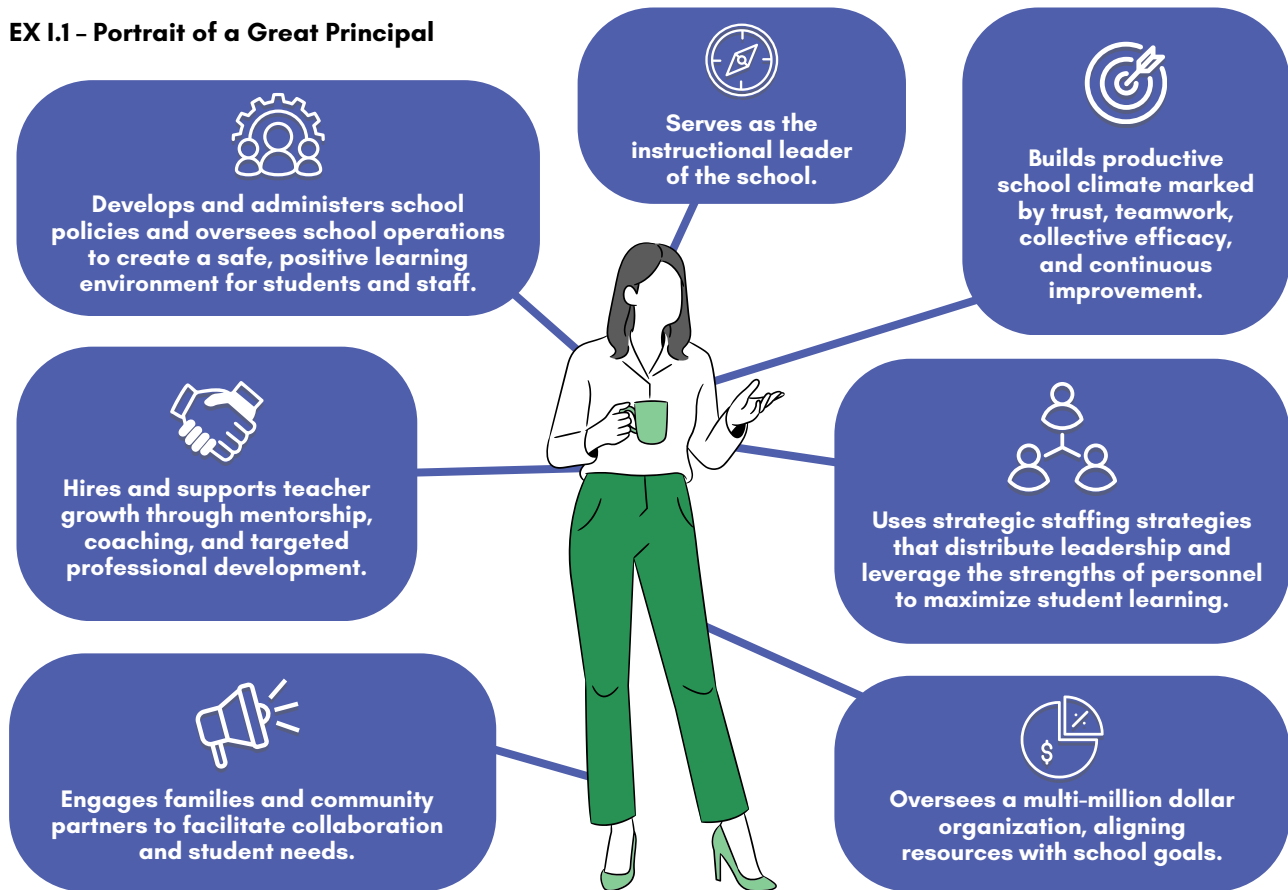 EX I.1 – Portrait of a Great Principal
Develops and administers school
policies and oversees school operations
to create a safe, positive learning
environment for students and staff.
Serves as the
instructional leader
of the school.
Builds productive
school climate marked
by trust, teamwork,
collective efficacy,
and continuous
improvement.
Hires and supports teacher
growth through mentorship,
coaching, and targeted
professional development.
Uses strategic staffing strategies
that distribute leadership and
leverage the strengths of personnel
to maximize student learning.
Engages families and community
partners to facilitate collaboration
and student needs.
%
$
Oversees a multi-million dollar
organization, aligning
resources with school goals.